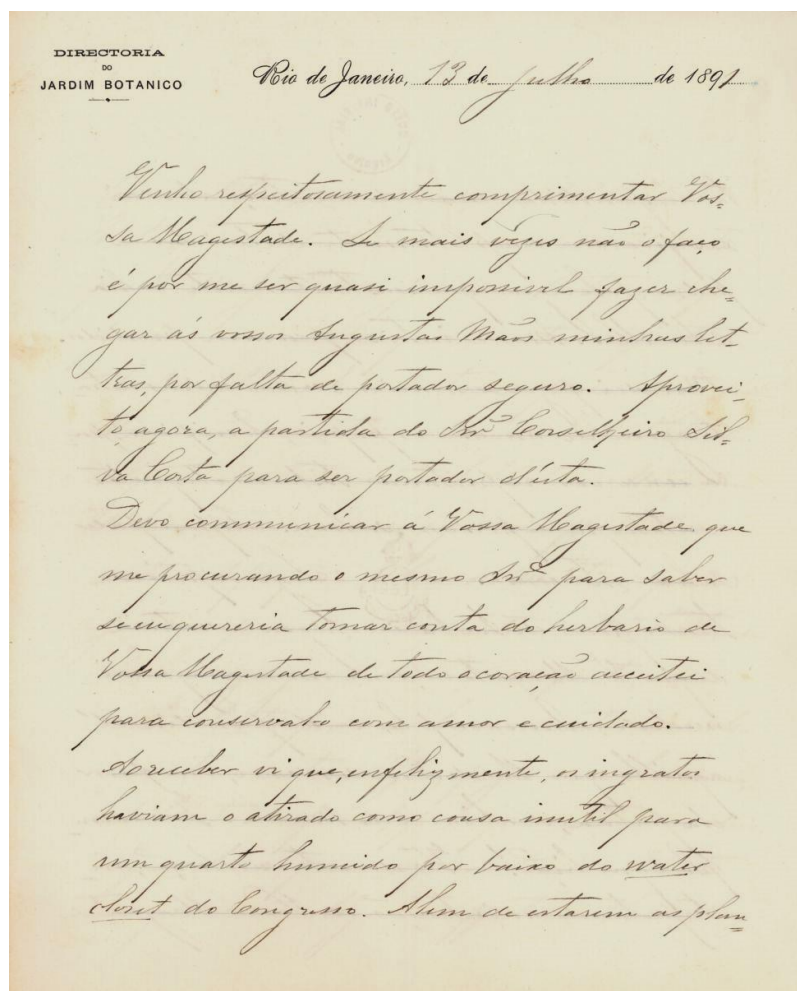 DIRECTORIA
DO
JARDIM BOTANICO
Rio de Janeiro, 13 de Julho de 1891
Venho respeitosamente comprimentar Vos=
sa Magestade. Se mais vezes não o faço
é por me ser quasi impossivel fazer che=
gar ás vossas Augustas Mãos minhas let=
tras, por falta de portador seguro. Aprovei=
to agora, a partida do Snr Conselheiro Sil=
va Costa para ser portador d'ésta.
Devo communicar á Vossa Magestade que
me procurando o mesmo Snr para saber
se eu quereria tomar conta do herbario de
Vossa Magestade de todo o coração acceitei
para conserval-o com amor e cuidado.
Ao receber vi que, infelizmente, os ingratos
haviam o atirado como cousa inutil para
um quarto humido por baixo do water
closet do Congresso. Alem de estarem as plan=